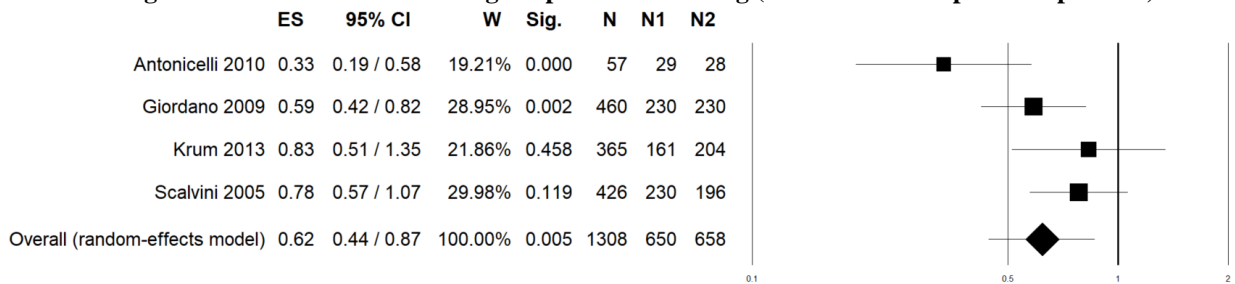 ES 95% CI W Sig. N N1 N2
Antonicelli 2010 0.33 0.19 / 0.58 19.21% 0.000 57 29 28
Giordano 2009 0.59 0.42 / 0.82 28.95% 0.002 460 230 230
Krum 2013 0.83 0.51 / 1.35 21.86% 0.458 365 161 204
Scalvini 2005 0.78 0.57 / 1.07 29.98% 0.119 426 230 196
Overall (random-effects model) 0.62 0.44 / 0.87 100.00% 0.005 1308 650 658
0.1 0.5 1 2